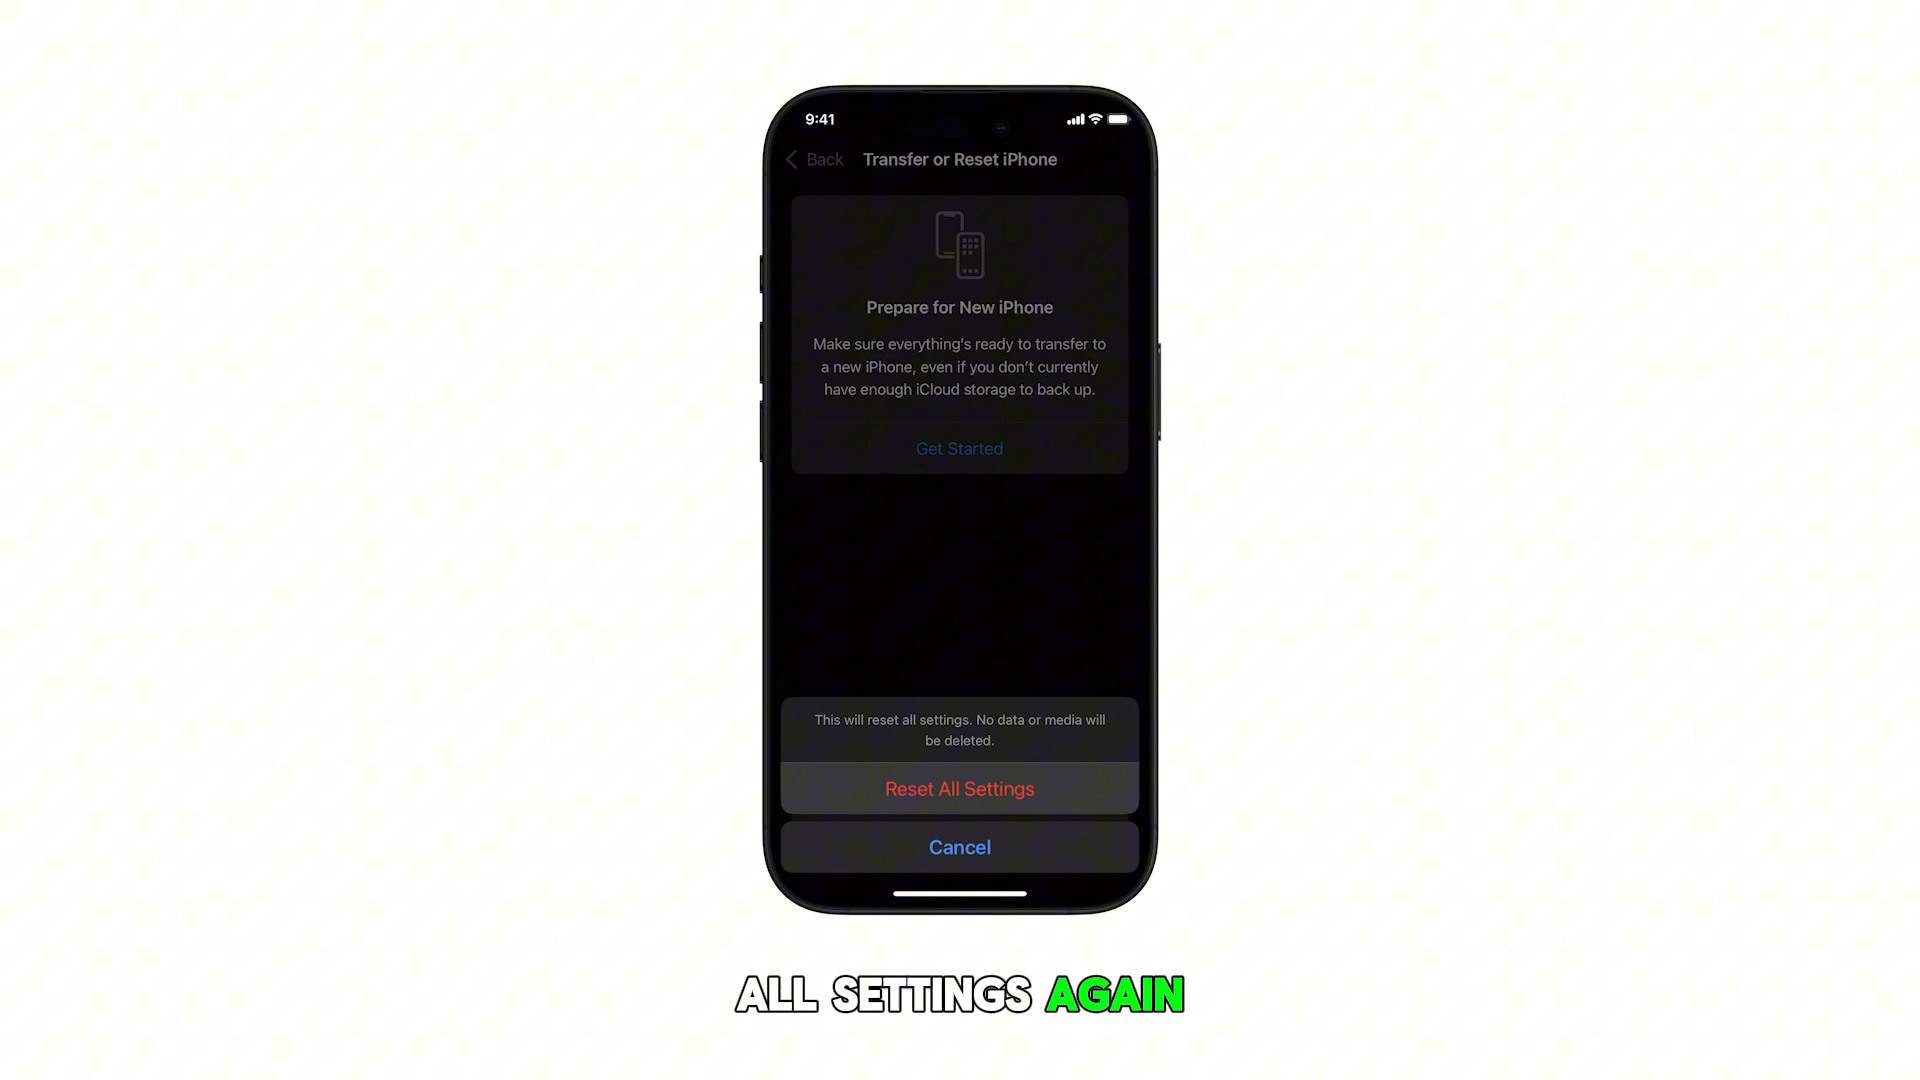 9:41
Back
Transfer or Reset iPhone
Prepare for New iPhone
Make sure everything’s ready to transfer to
a new iPhone, even if you don’t currently
have enough iCloud storage to back up.
Get Started
This will reset all settings. No data or media will
be deleted.
Reset All Settings
Cancel
ALL SETTINGS AGAIN